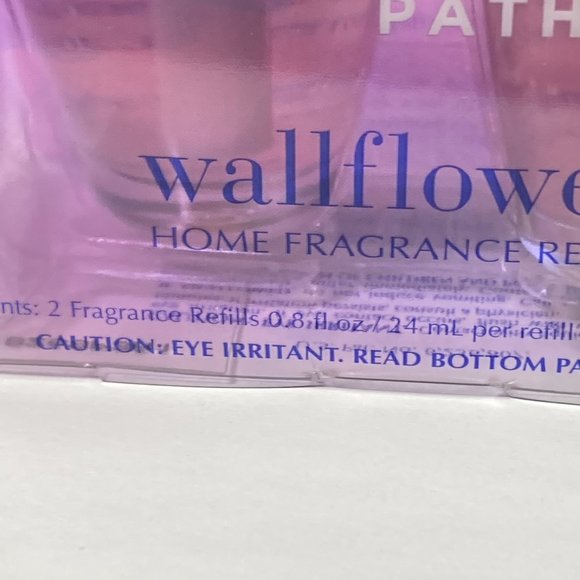 PATH
wallflowe
HOME FRAGRANCE RE
nts: 2 Fragrance Refills 0.8 fl oz / 24 mL per refill
CAUTION: EYE IRRITANT. READ BOTTOM PA